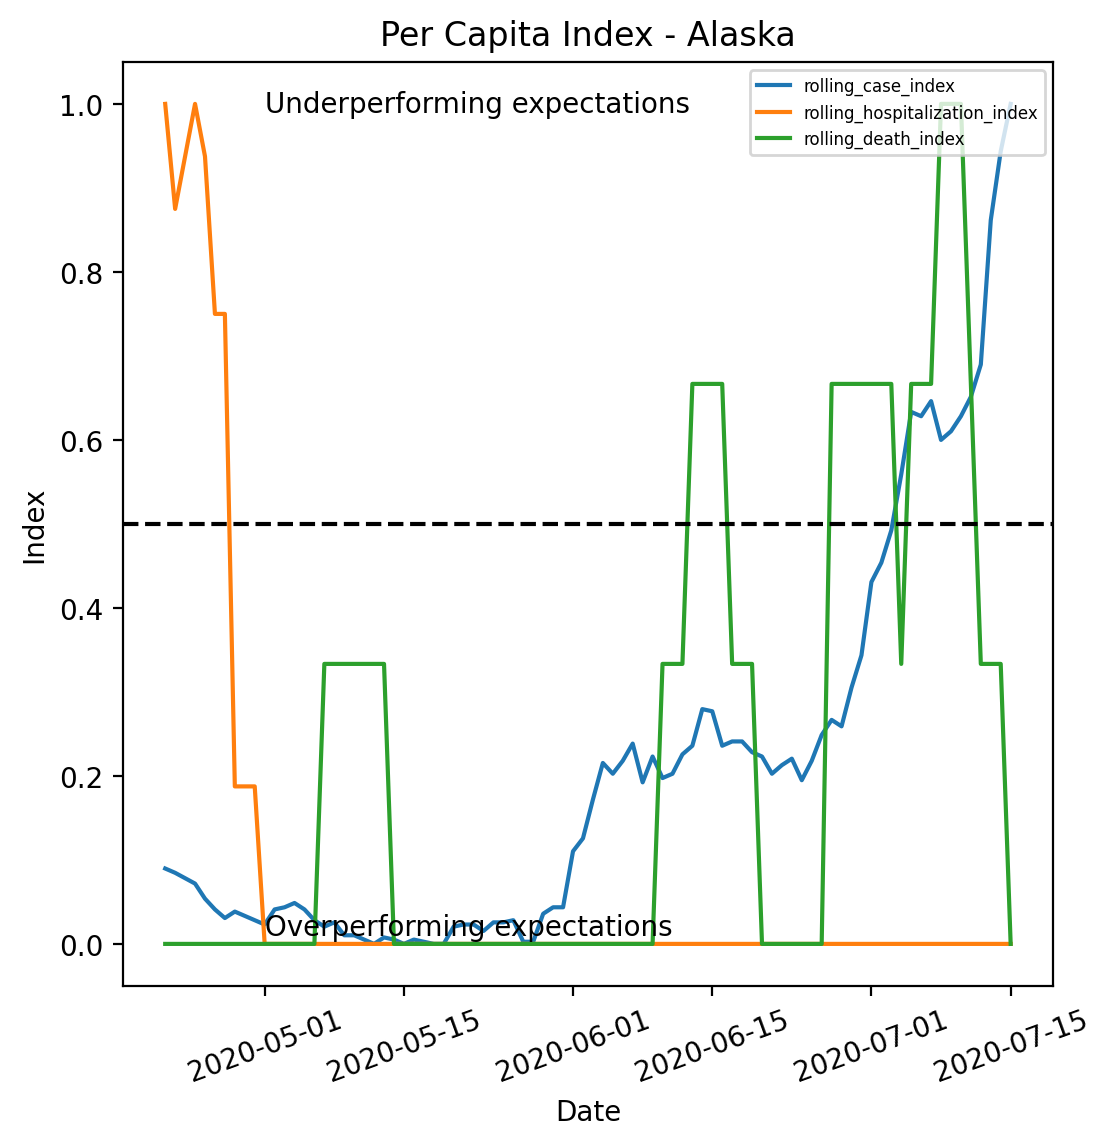 Per Capita Index - Alaska
Underperforming expectations
rolling_case_index
rolling_hospitalization_index
rolling_death_index
1.0
0.8
0.6
0.4
0.2
0.0
Index
Overperforming expectations
2020-05-01
2020-05-15
2020-06-01
2020-06-15
2020-07-01
2020-07-15
Date